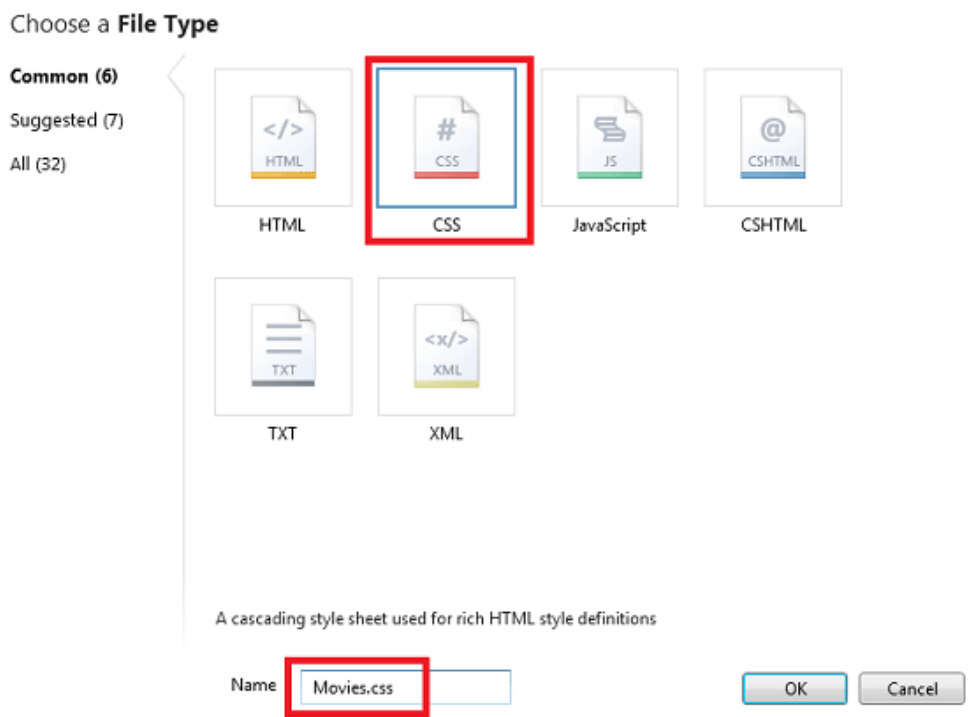 Choose a File Type
Common (6)
Suggested (7)
All (32)
</>
HTML
HTML
#
CSS
CSS
JS
JavaScript
@
CSHTML
CSHTML
TXT
TXT
<x/>
XML
XML
A cascading style sheet used for rich HTML style definitions
Name
Movies.css
OK
Cancel